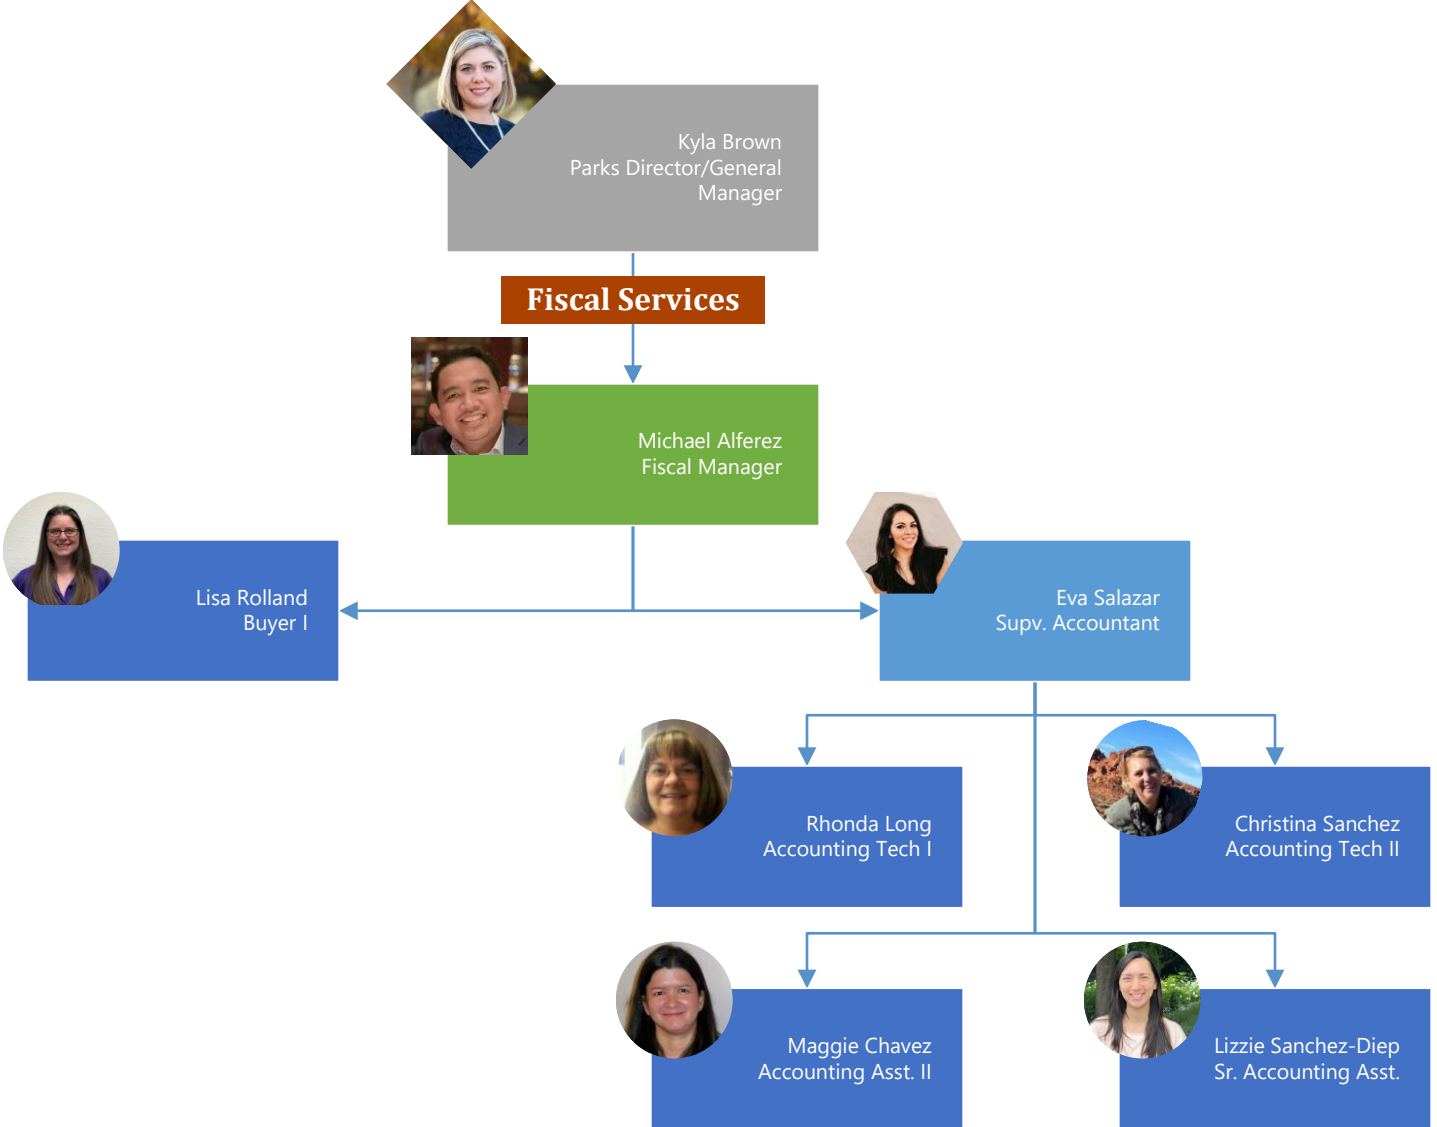 Kyla Brown
Parks Director/General
Manager
Fiscal Services
Michael Alferez
Fiscal Manager
Lisa Rolland
Buyer I
Eva Salazar
Supv. Accountant
Rhonda Long
Accounting Tech I
Christina Sanchez
Accounting Tech II
Maggie Chavez
Accounting Asst. II
Lizzie Sanchez-Diep
Sr. Accounting Asst.